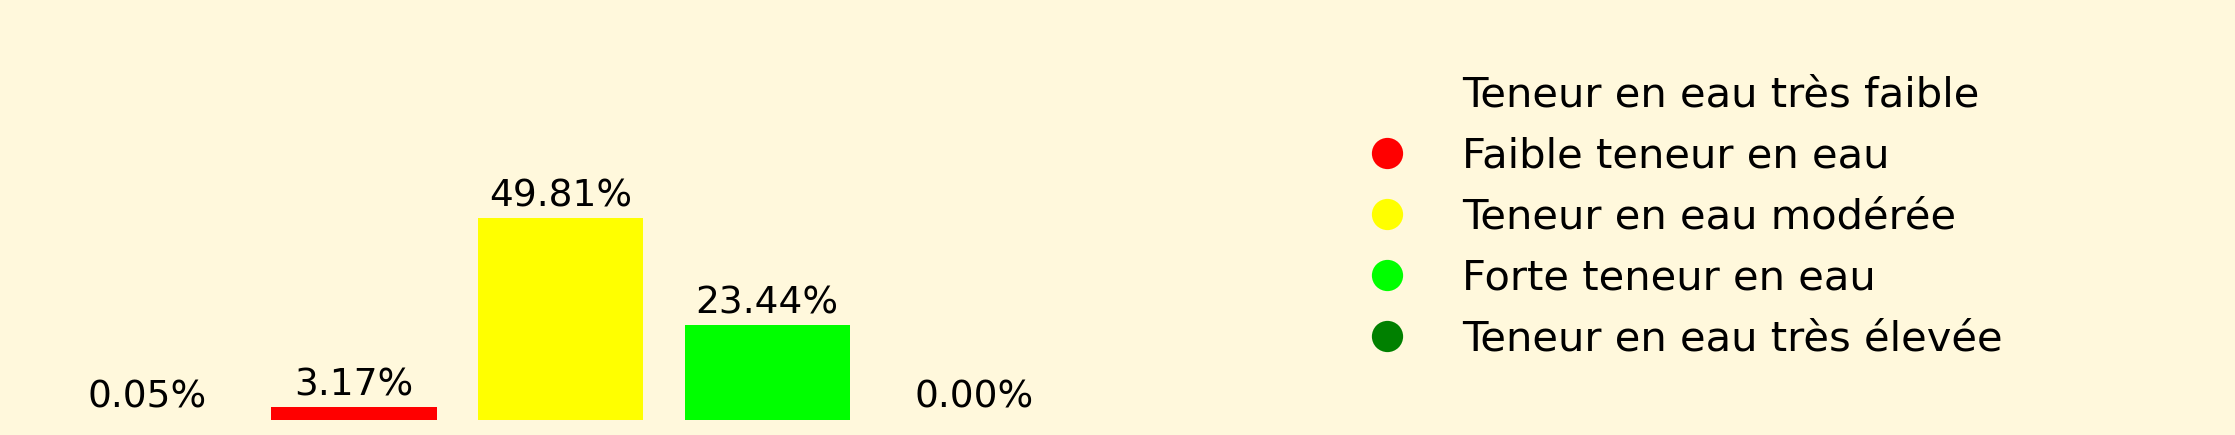 0.05%
3.17%
49.81%
23.44%
0.00%
Teneur en eau très faible
Faible teneur en eau
Teneur en eau modérée
Forte teneur en eau
Teneur en eau très élevée